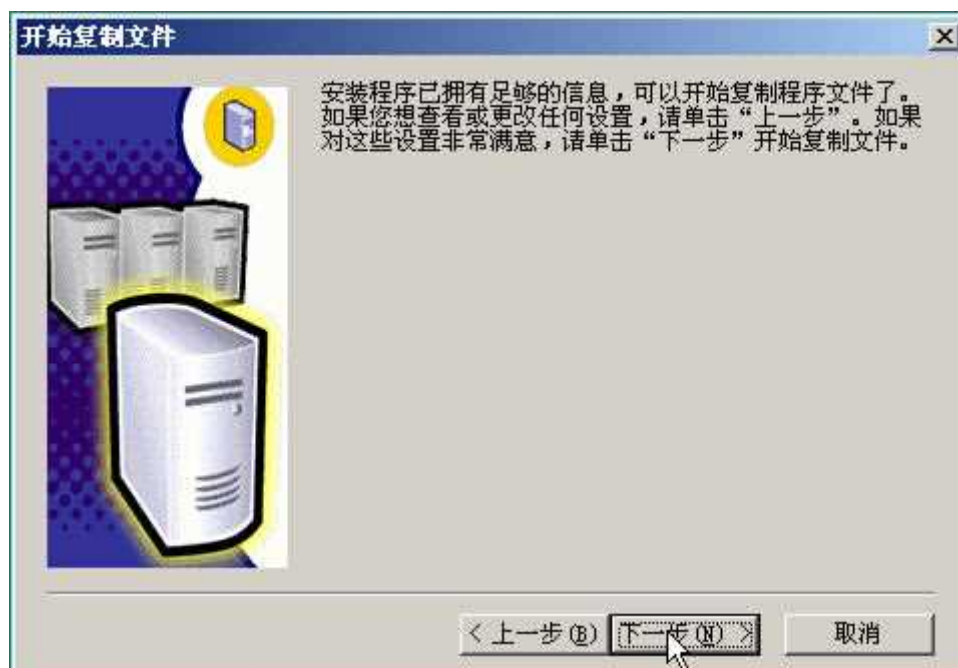 开始复制文件
安装程序已拥有足够的信息，可以开始复制程序文件了。
如果您想查看或更改任何设置，请单击“上一步”。如果
对这些设置非常满意，请单击“下一步”开始复制文件。
< 上一步(B)
下一步(N) >
取消